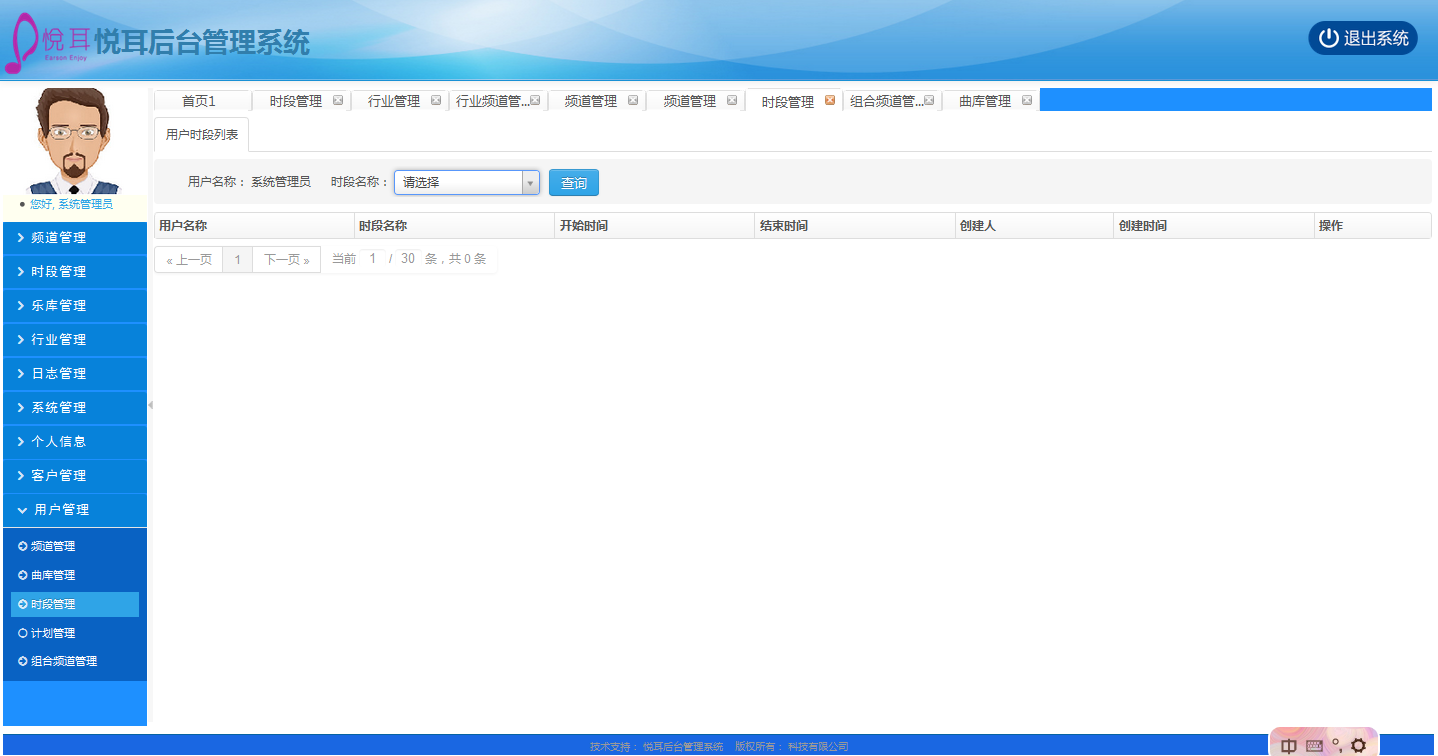 悦耳 悦耳后台管理系统
Earson Enjoy
退出系统
首页1 时段管理 行业管理 行业频道管... 频道管理 频道管理 时段管理 组合频道管... 曲库管理
用户时段列表
用户名称： 系统管理员 时段名称： 请选择 查询
用户名称 时段名称 开始时间 结束时间 创建人 创建时间 操作
« 上一页 1 下一页 » 当前 1 / 30 条，共 0 条
您好, 系统管理员
频道管理
时段管理
乐库管理
行业管理
日志管理
系统管理
个人信息
客户管理
用户管理
频道管理
曲库管理
时段管理
计划管理
组合频道管理
技术支持： 悦耳后台管理系统 版权所有： 科技有限公司
中